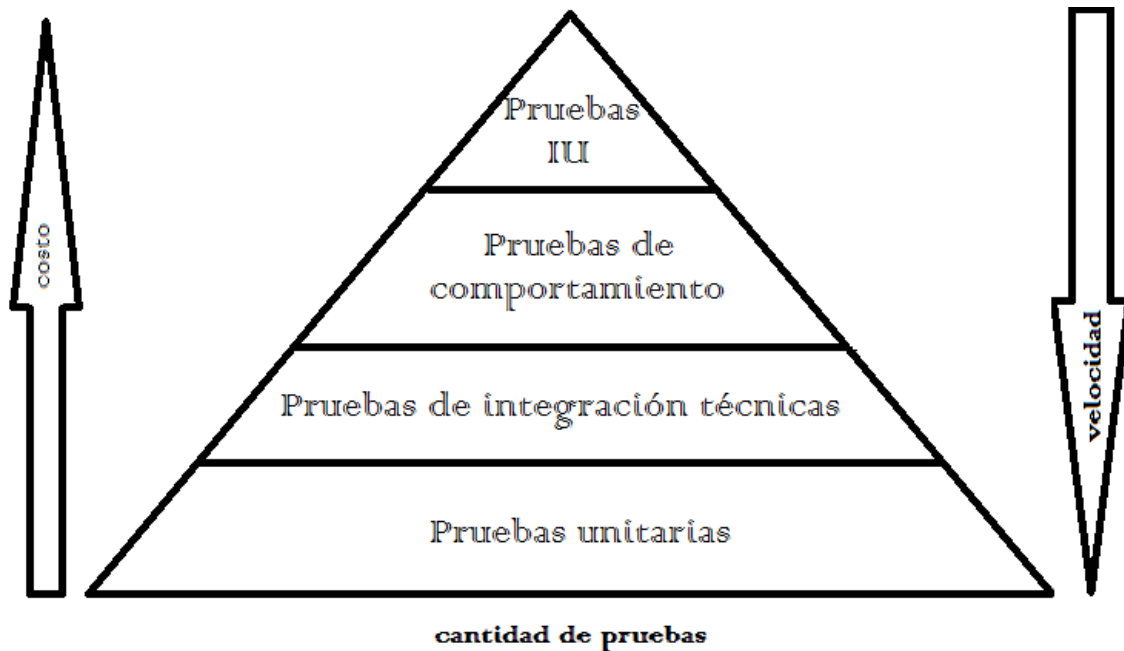 Pruebas
IU
costo
Pruebas de
comportamiento
velocidad
Pruebas de integración técnicas
Pruebas unitarias
cantidad de pruebas